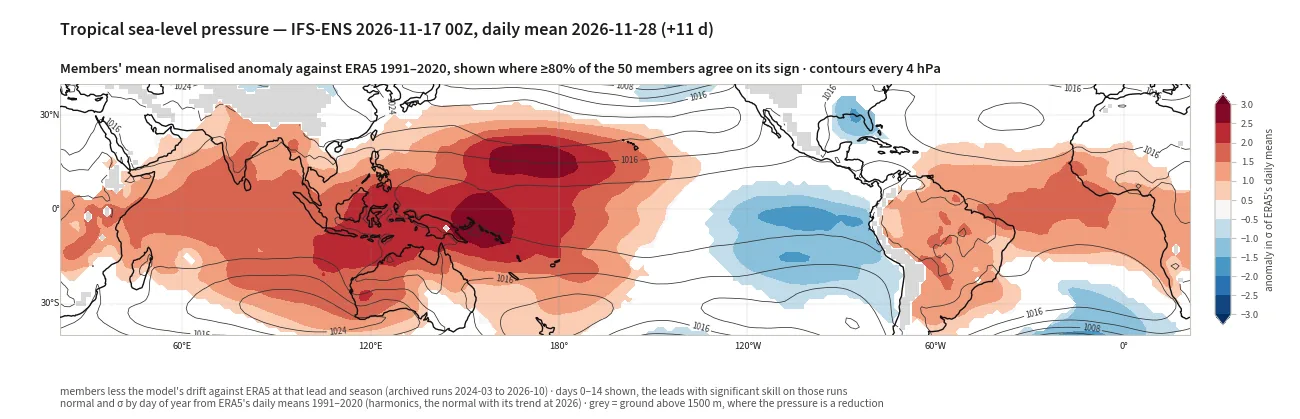 Tropical sea-level pressure — IFS-ENS 2026-11-17 00Z, daily mean 2026-11-28 (+11 d)
Members' mean normalised anomaly against ERA5 1991–2020, shown where ≥80% of the 50 members agree on its sign · contours every 4 hPa
1024
1024
1008
1016
1016
1016
1016
1016
1016
1016
1016
1016
1024
1016
1016
1008
30°N
0°
30°S
60°E
120°E
180°
120°W
60°W
0°
3.0
2.5
2.0
1.5
1.0
0.5
−0.5
−1.0
−1.5
−2.0
−2.5
−3.0
anomaly in σ of ERA5's daily means
members less the model's drift against ERA5 at that lead and season (archived runs 2024-03 to 2026-10) · days 0–14 shown, the leads with significant skill on those runs
normal and σ by day of year from ERA5's daily means 1991–2020 (harmonics, the normal with its trend at 2026) · grey = ground above 1500 m, where the pressure is a reduction